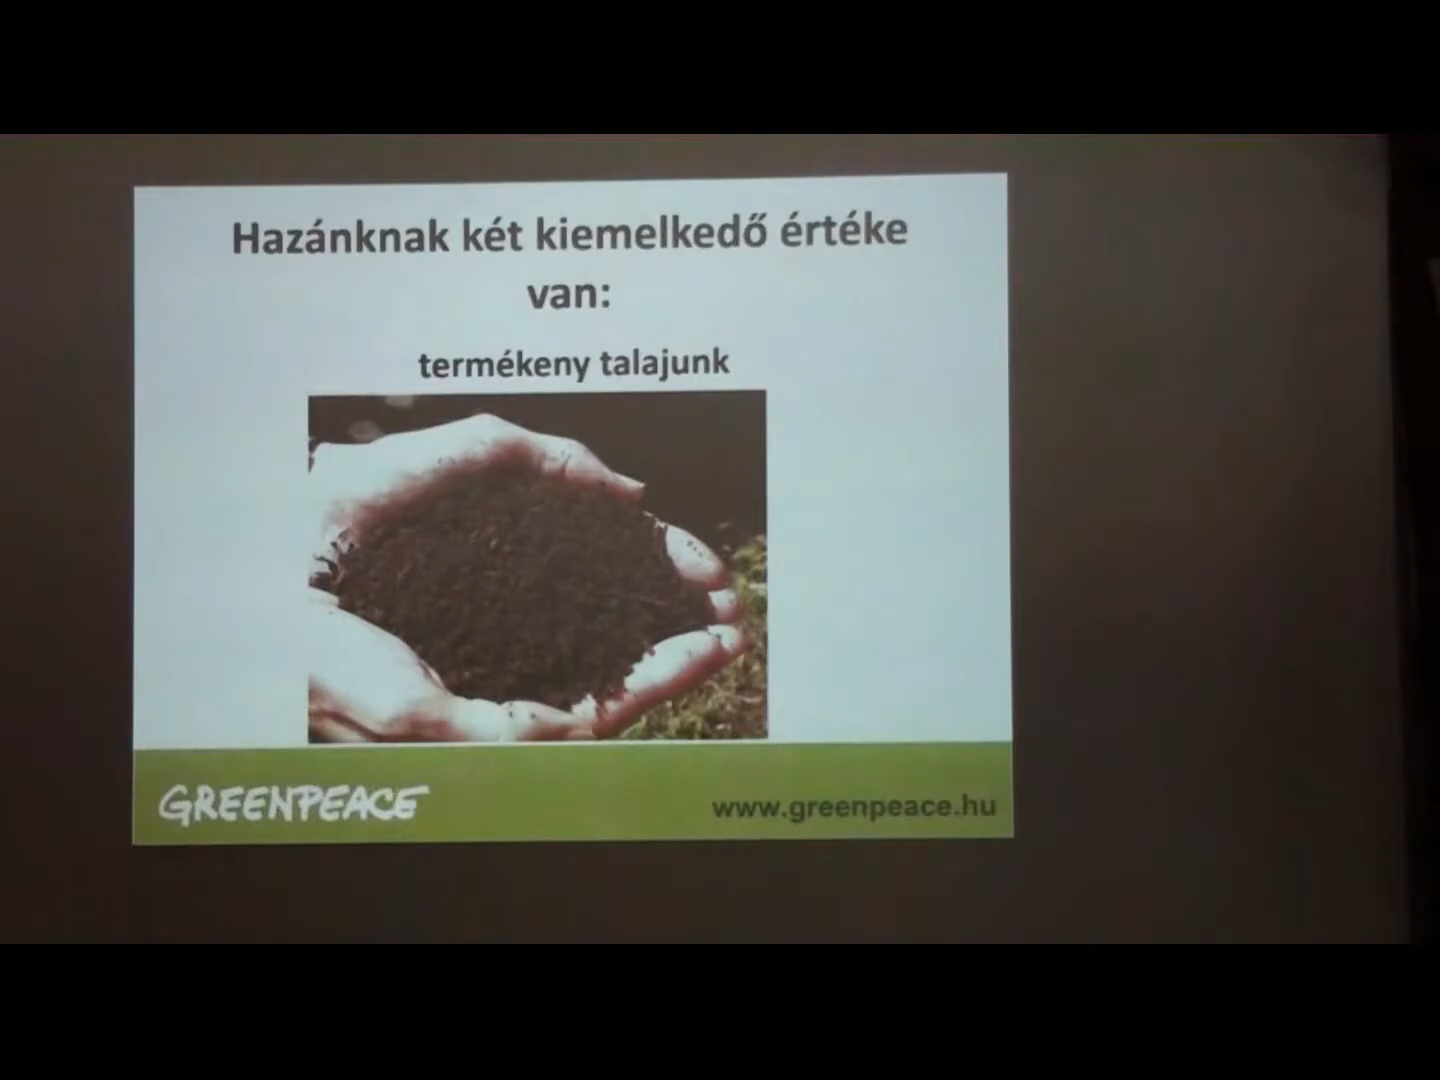 Hazánknak két kiemelkedő értéke
van:
termékeny talajunk
GREENPEACE
www.greenpeace.hu